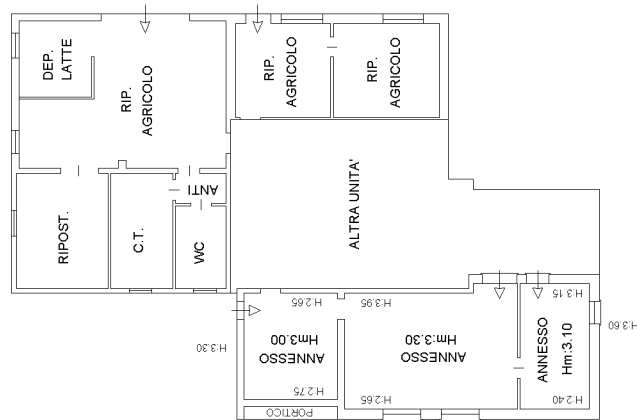 DEP.
LATTE
RIP.
AGRICOLO
RIP.
AGRICOLO
RIP.
AGRICOLO
RIPOST.
C.T.
ANTI
WC
ALTRA UNITA'
H:2.65
H:3.95
H:3.15
H:3.30
H:3.60
ANNESSO
Hm3.00
ANNESSO
Hm:3.30
ANNESSO
Hm:3.10
H:2.75
H:2.65
H:2.40
PORTICO